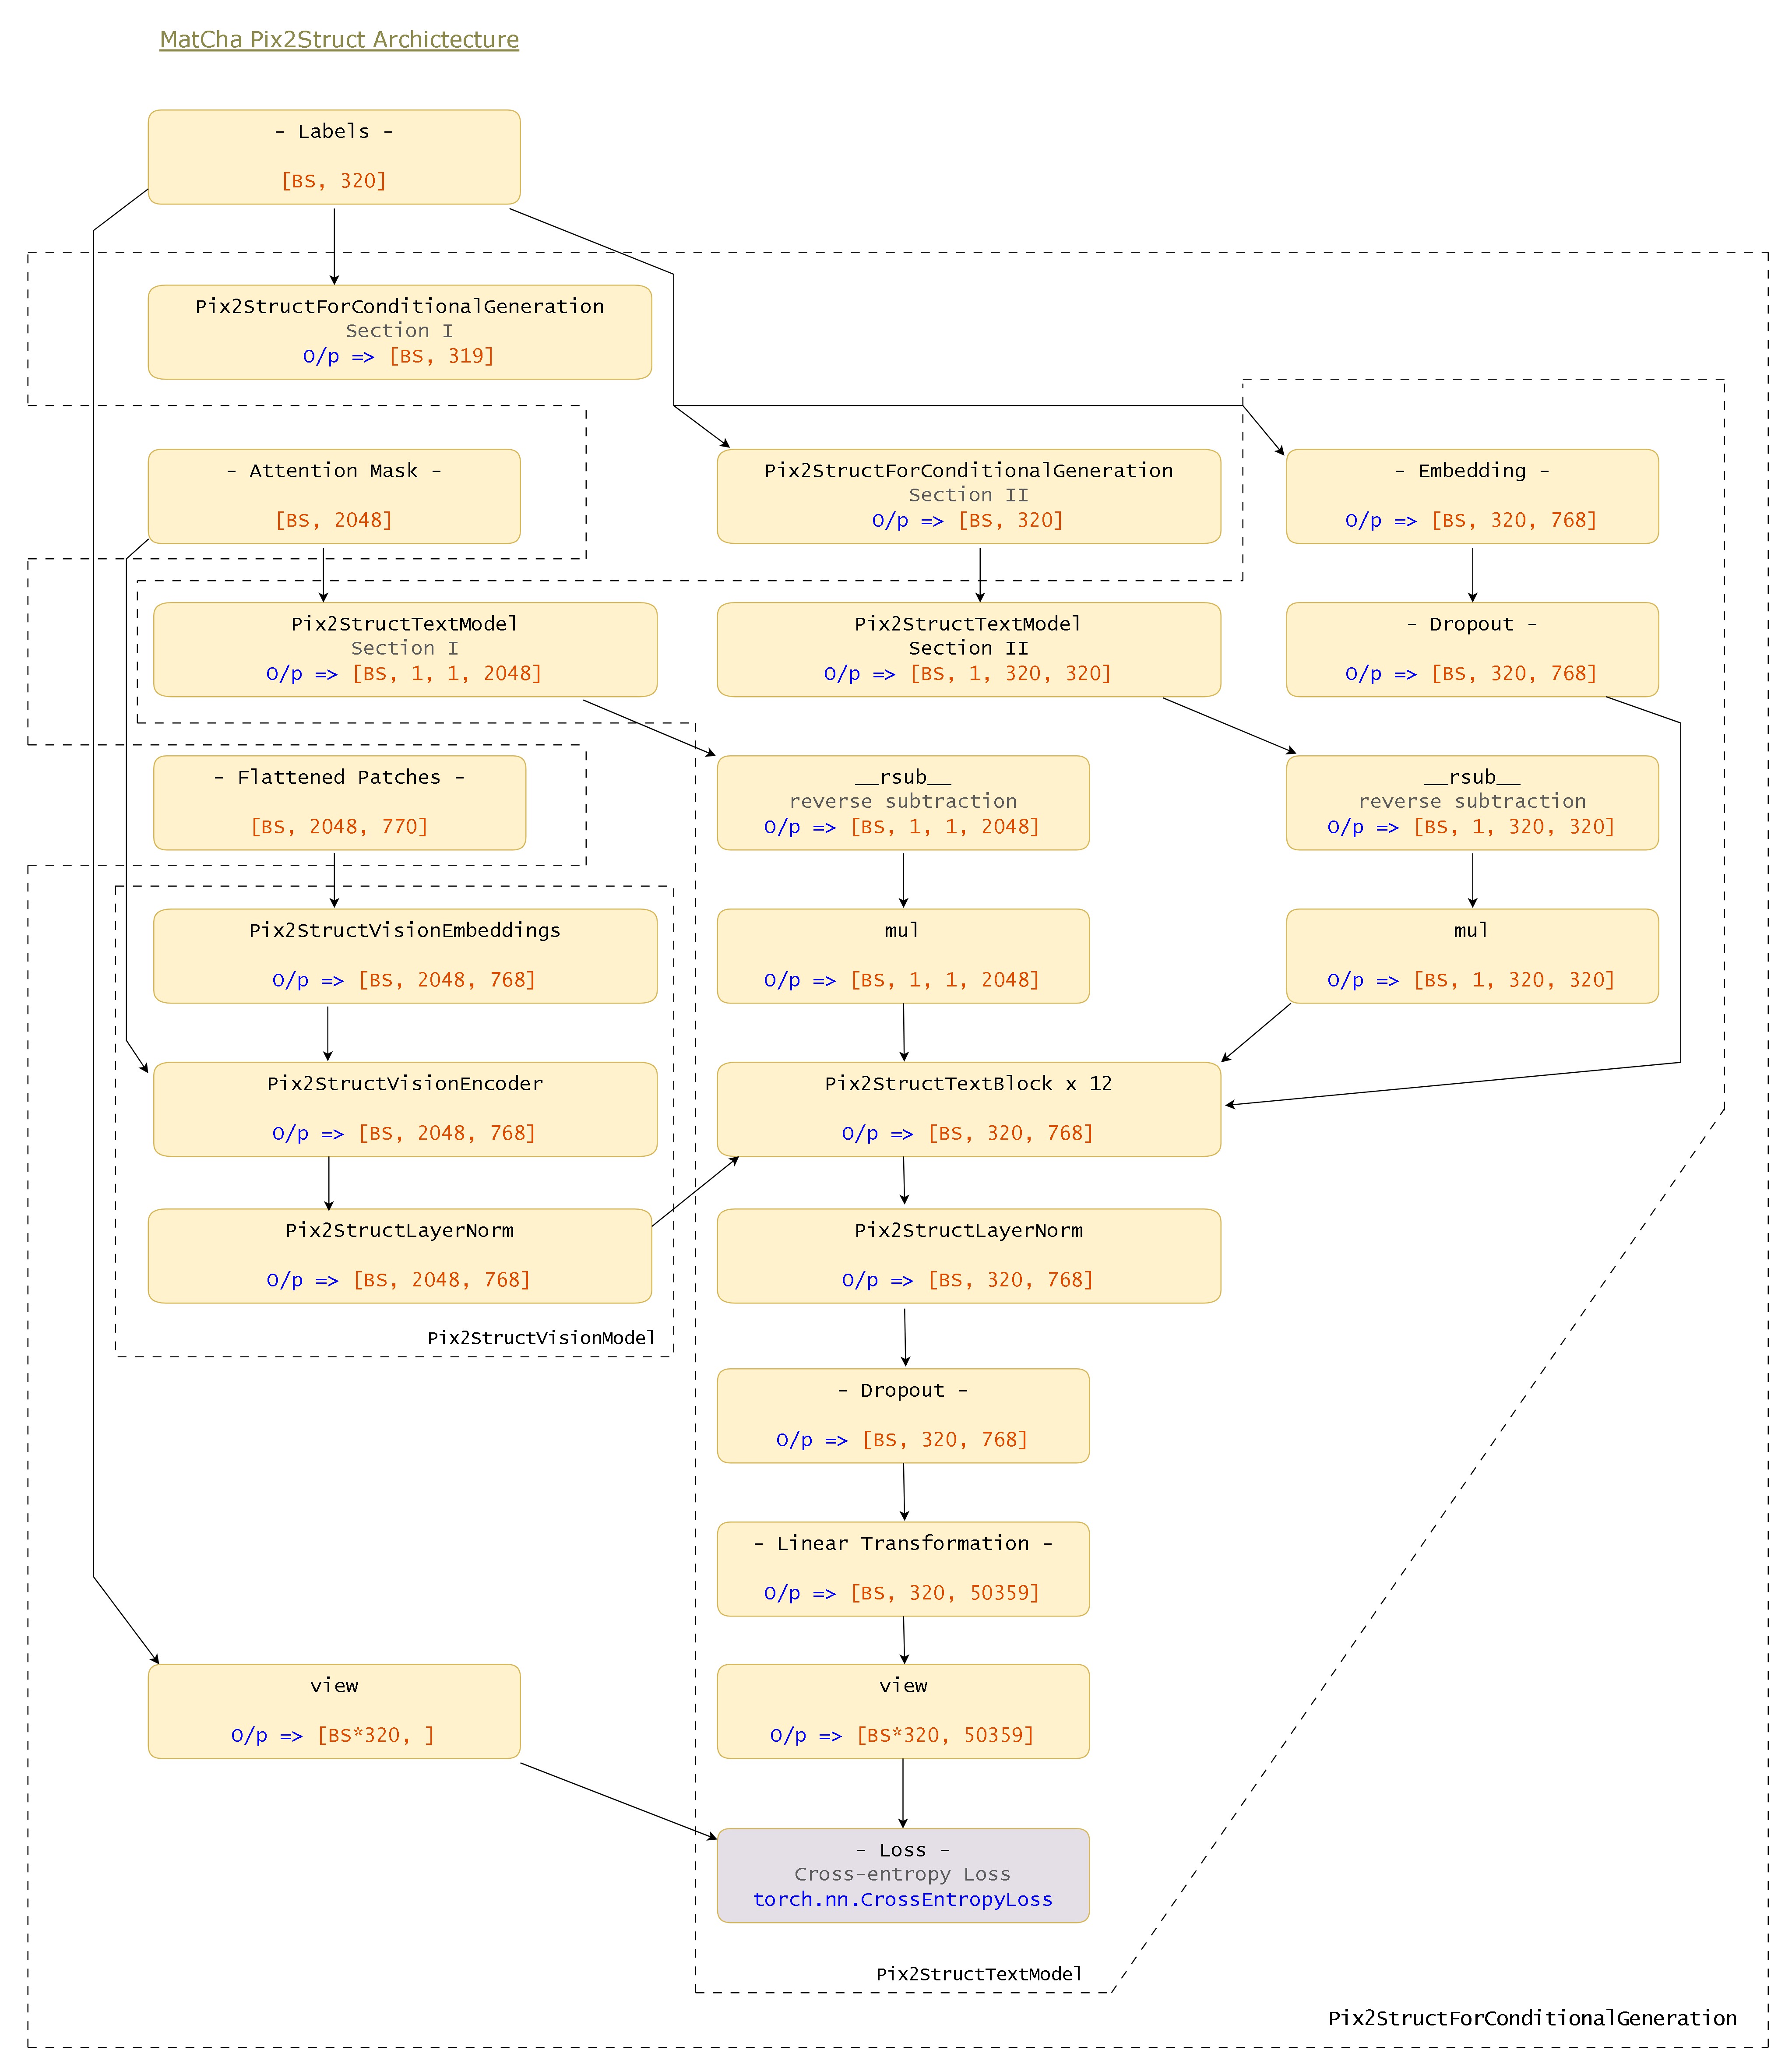 MatCha Pix2Struct Archictecture
- Labels -
[BS, 320]
Pix2StructForConditionalGeneration
Section I
O/p => [BS, 319]
- Attention Mask -
[BS, 2048]
Pix2StructForConditionalGeneration
Section II
O/p => [BS, 320]
- Embedding -
O/p => [BS, 320, 768]
Pix2StructTextModel
Section I
O/p => [BS, 1, 1, 2048]
Pix2StructTextModel
Section II
O/p => [BS, 1, 320, 320]
- Dropout -
O/p => [BS, 320, 768]
- Flattened Patches -
[BS, 2048, 770]
__rsub__
reverse subtraction
O/p => [BS, 1, 1, 2048]
__rsub__
reverse subtraction
O/p => [BS, 1, 320, 320]
Pix2StructVisionEmbeddings
O/p => [BS, 2048, 768]
mul
O/p => [BS, 1, 1, 2048]
mul
O/p => [BS, 1, 320, 320]
Pix2StructVisionEncoder
O/p => [BS, 2048, 768]
Pix2StructTextBlock x 12
O/p => [BS, 320, 768]
Pix2StructLayerNorm
O/p => [BS, 2048, 768]
Pix2StructLayerNorm
O/p => [BS, 320, 768]
Pix2StructVisionModel
- Dropout -
O/p => [BS, 320, 768]
- Linear Transformation -
O/p => [BS, 320, 50359]
view
O/p => [BS*320, ]
view
O/p => [BS*320, 50359]
- Loss -
Cross-entropy Loss
torch.nn.CrossEntropyLoss
Pix2StructTextModel
Pix2StructForConditionalGeneration